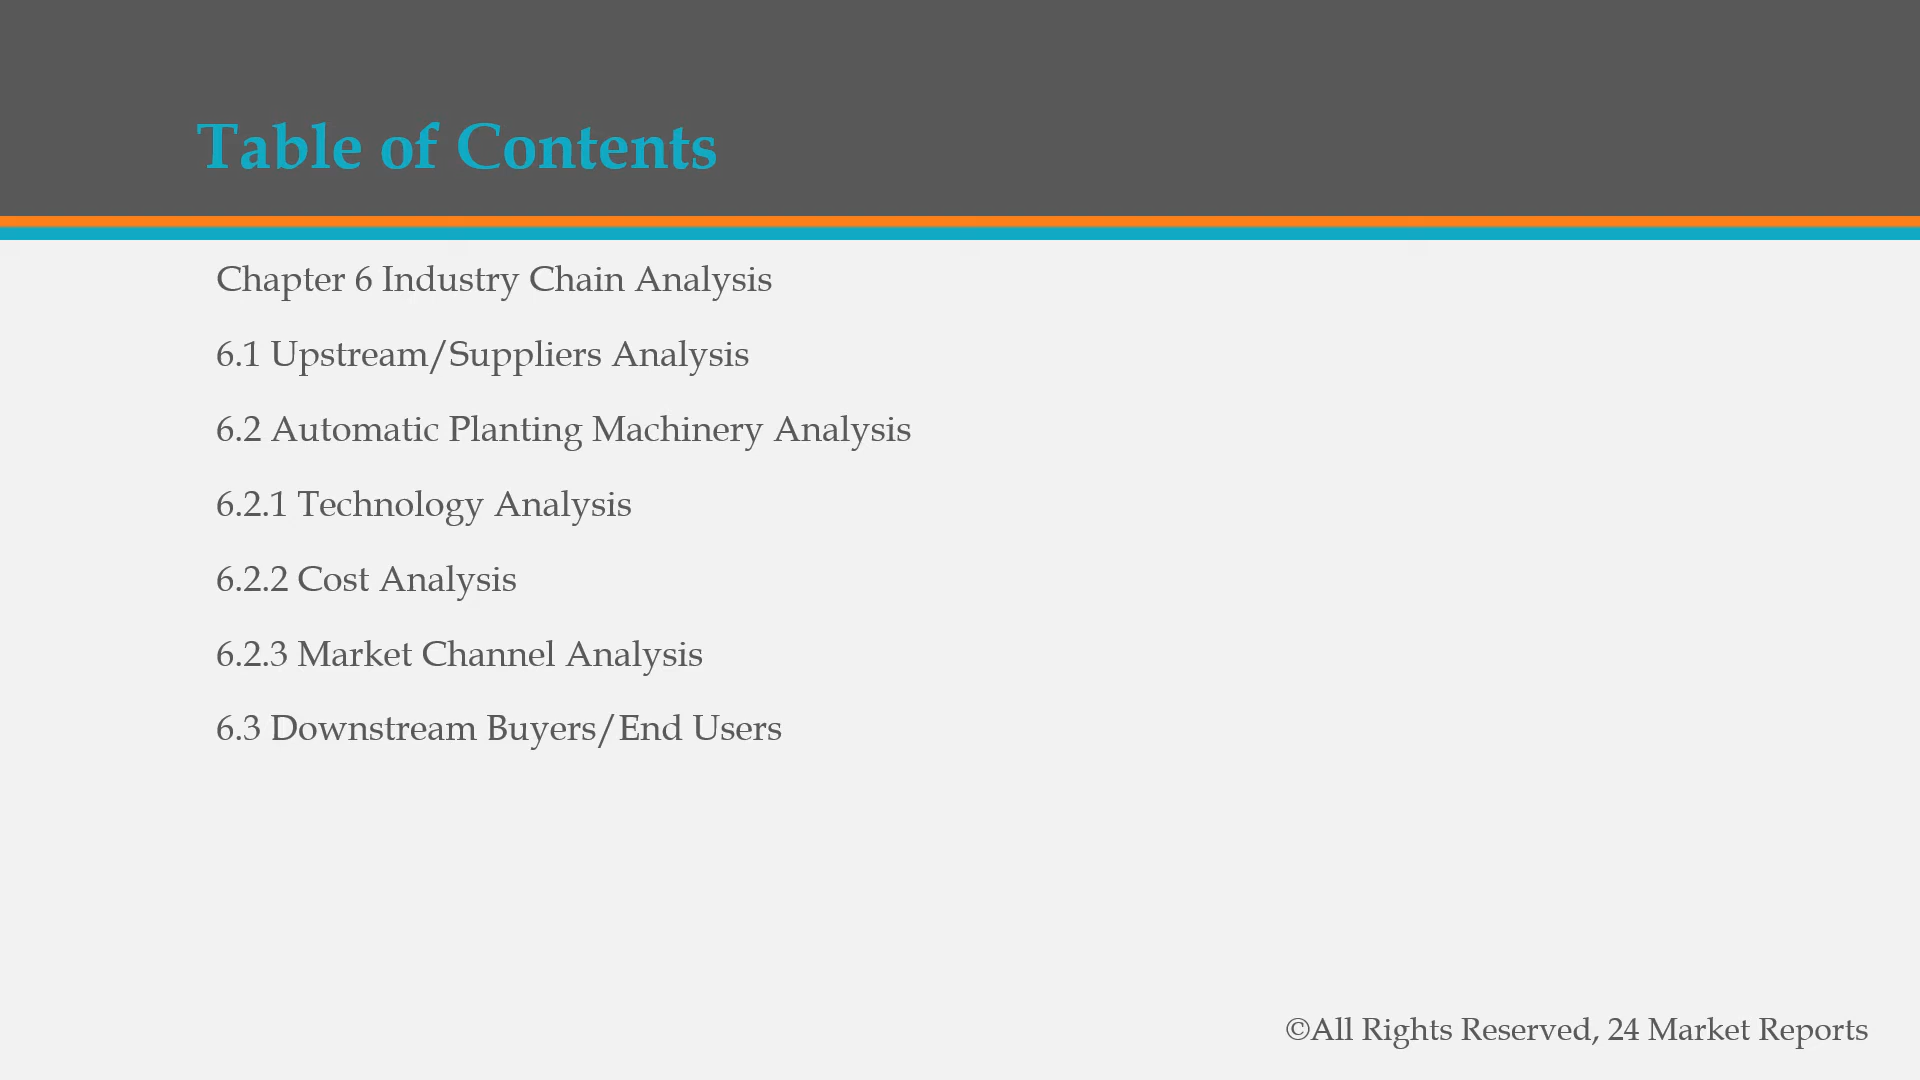 Table of Contents
Chapter 6 Industry Chain Analysis
6.1 Upstream/Suppliers Analysis
6.2 Automatic Planting Machinery Analysis
6.2.1 Technology Analysis
6.2.2 Cost Analysis
6.2.3 Market Channel Analysis
6.3 Downstream Buyers/End Users
©All Rights Reserved, 24 Market Reports